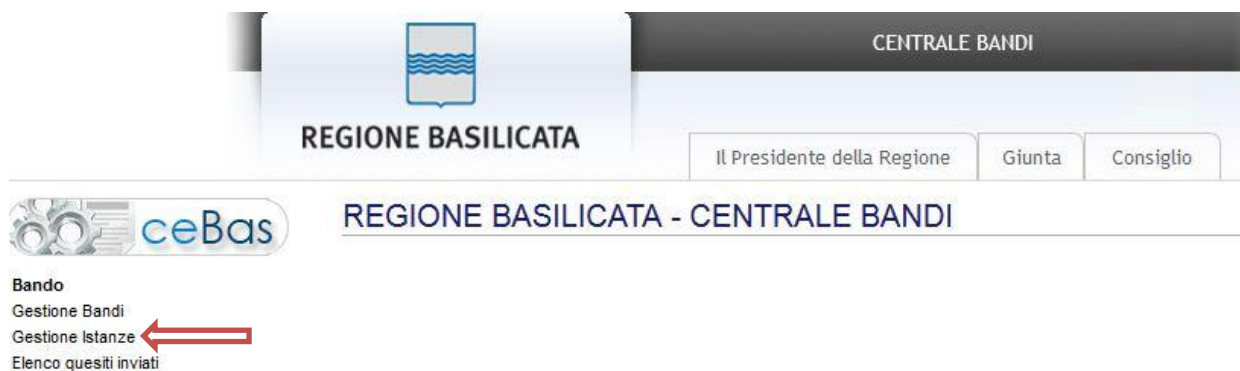 CENTRALE BANDI
REGIONE BASILICATA
Il Presidente della Regione Giunta Consiglio
ceBas
REGIONE BASILICATA - CENTRALE BANDI
Bando
Gestione Bandi
Gestione Istanze
Elenco quesiti inviati